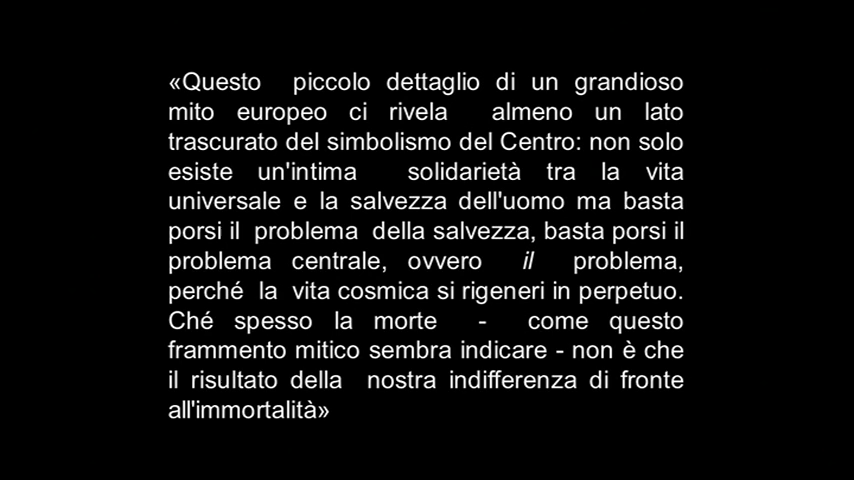 «Questo piccolo dettaglio di un grandioso
mito europeo ci rivela almeno un lato
trascurato del simbolismo del Centro: non solo
esiste un'intima solidarietà tra la vita
universale e la salvezza dell'uomo ma basta
porsi il problema della salvezza, basta porsi il
problema centrale, ovvero il problema,
perché la vita cosmica si rigeneri in perpetuo.
Ché spesso la morte - come questo
frammento mitico sembra indicare - non è che
il risultato della nostra indifferenza di fronte
all'immortalità»